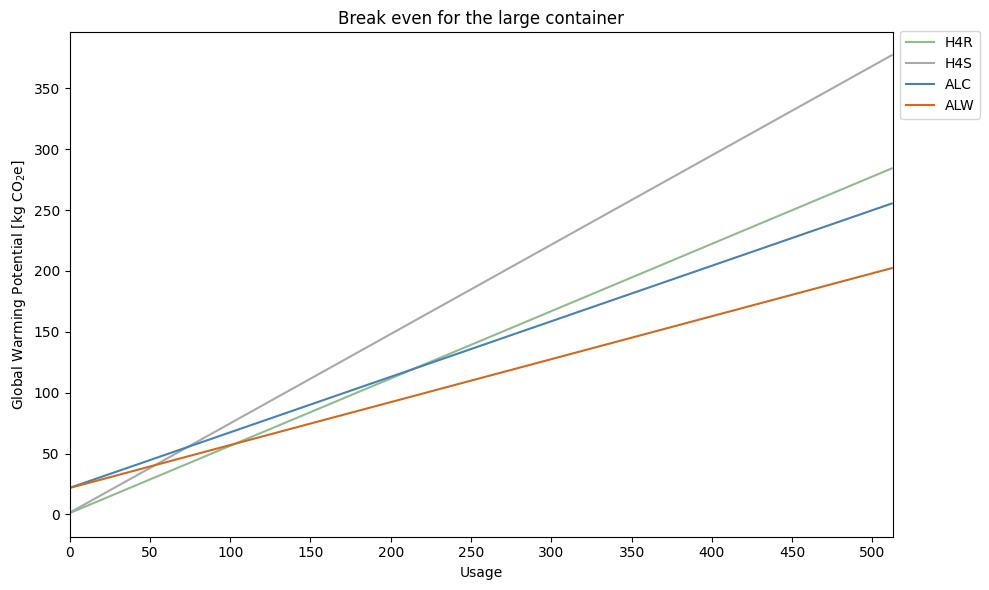 Break even for the large container
H4R
H4S
ALC
ALW
Global Warming Potential [kg CO₂e]
350
300
250
200
150
100
50
0
0 50 100 150 200 250 300 350 400 450 500
Usage